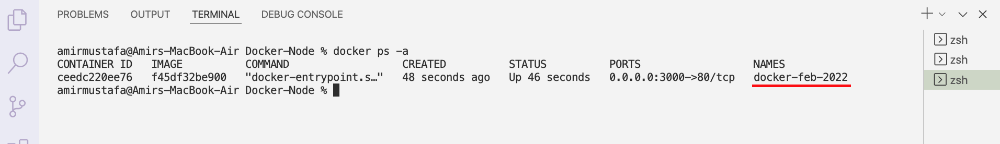 PROBLEMS OUTPUT TERMINAL DEBUG CONSOLE
amirmustafa@Amirs-MacBook-Air Docker-Node % docker ps -a
CONTAINER ID IMAGE COMMAND CREATED STATUS PORTS NAMES
ceedc220ee76 f45df32be900 "docker-entrypoint.s…" 48 seconds ago Up 46 seconds 0.0.0.0:3000->80/tcp docker-feb-2022
amirmustafa@Amirs-MacBook-Air Docker-Node %
zsh
zsh
zsh